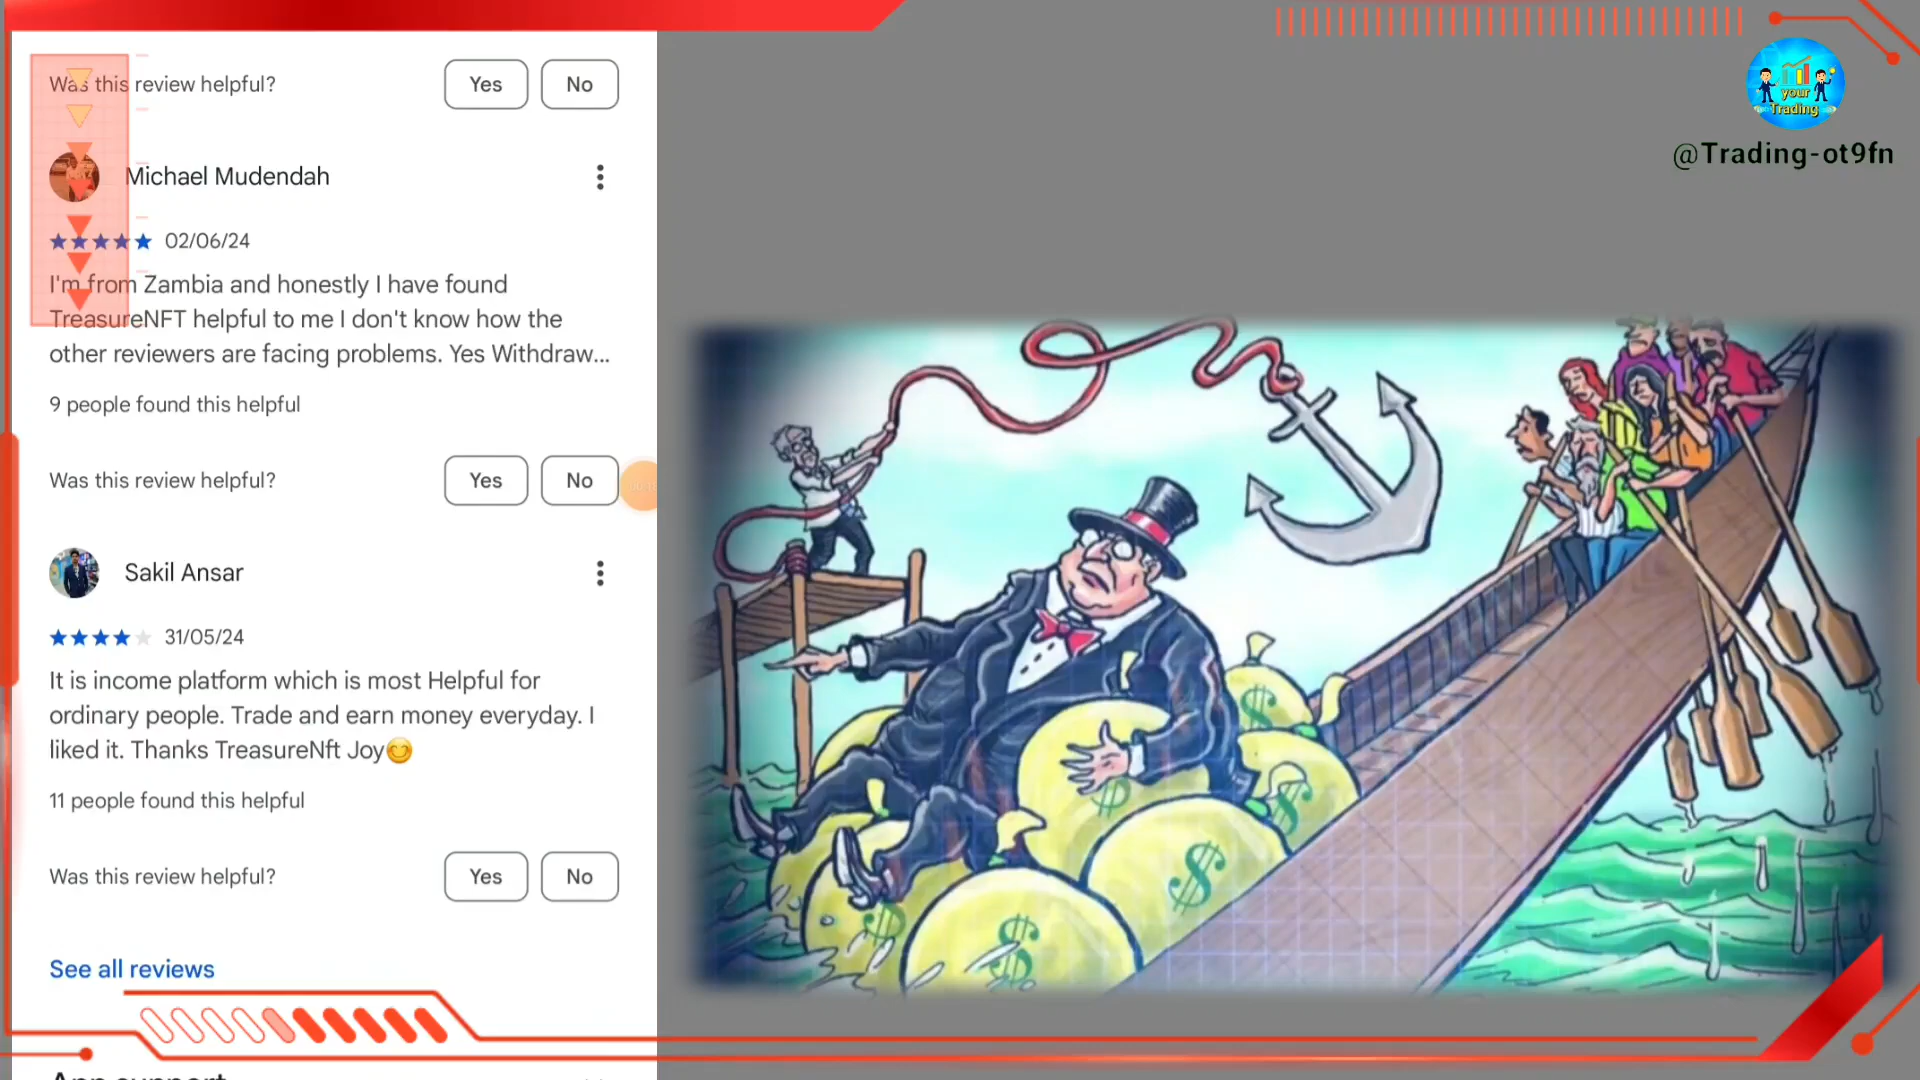 Was this review helpful?
Yes
No
Michael Mudendah
02/06/24
I'm from Zambia and honestly I have found
TreasureNFT helpful to me I don't know how the
other reviewers are facing problems. Yes Withdraw...
9 people found this helpful
Was this review helpful?
Yes
No
Sakil Ansar
31/05/24
It is income platform which is most Helpful for
ordinary people. Trade and earn money everyday. I
liked it. Thanks TreasureNft Joy😊
11 people found this helpful
Was this review helpful?
Yes
No
See all reviews
App support
your
Trading
@Trading-ot9fn
$
$
$
$
$
$